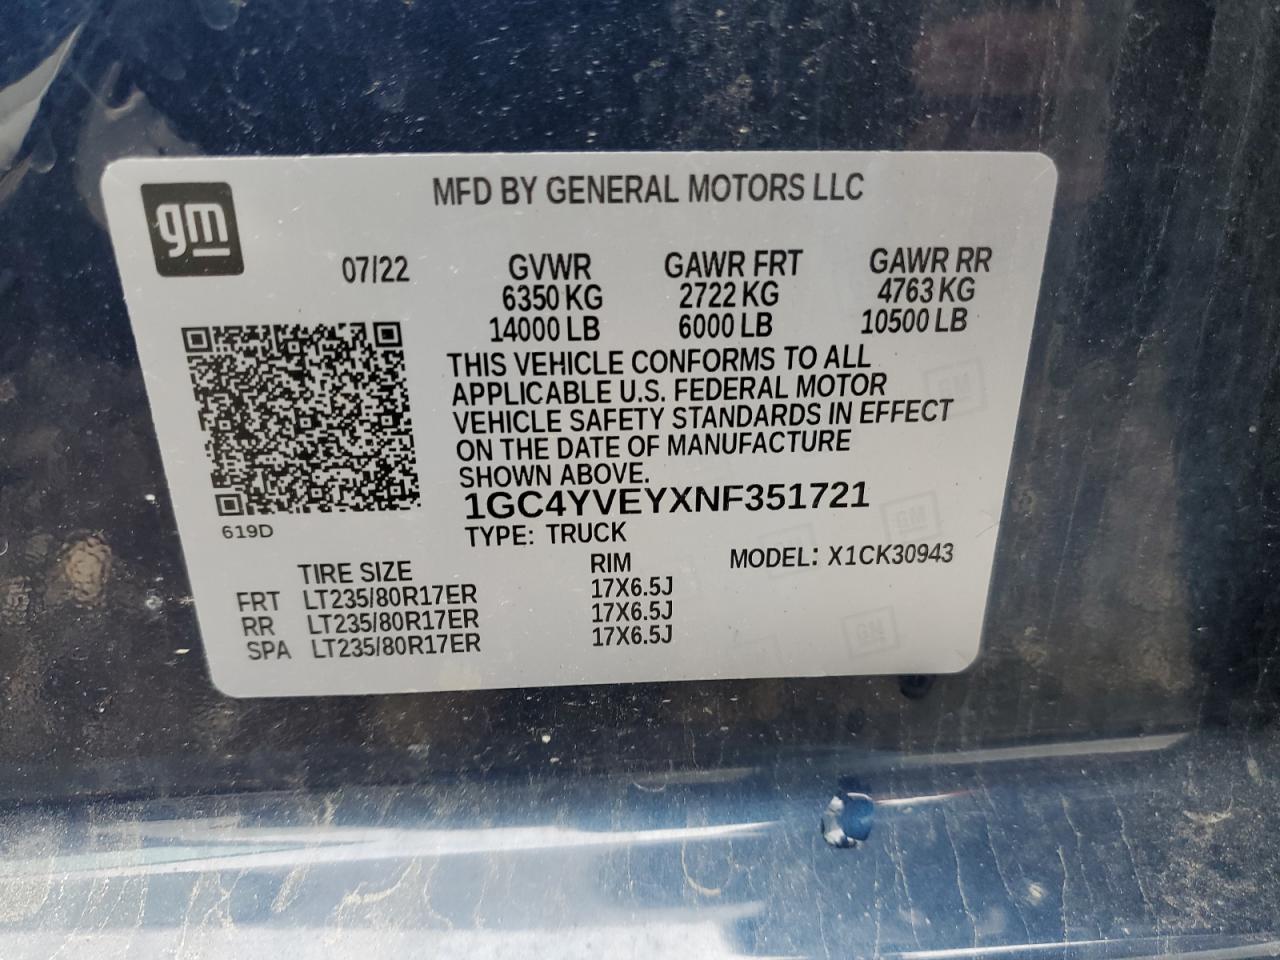 gm
MFD BY GENERAL MOTORS LLC
07/22 GVWR GAWR FRT GAWR RR
6350 KG 2722 KG 4763 KG
14000 LB 6000 LB 10500 LB
THIS VEHICLE CONFORMS TO ALL
APPLICABLE U.S. FEDERAL MOTOR
VEHICLE SAFETY STANDARDS IN EFFECT
ON THE DATE OF MANUFACTURE
SHOWN ABOVE.
1GC4YVEYXNF351721
619D
TYPE: TRUCK
MODEL: X1CK30943
TIRE SIZE RIM
FRT LT235/80R17ER 17X6.5J
RR LT235/80R17ER 17X6.5J
SPA LT235/80R17ER 17X6.5J
GM
GM
GM